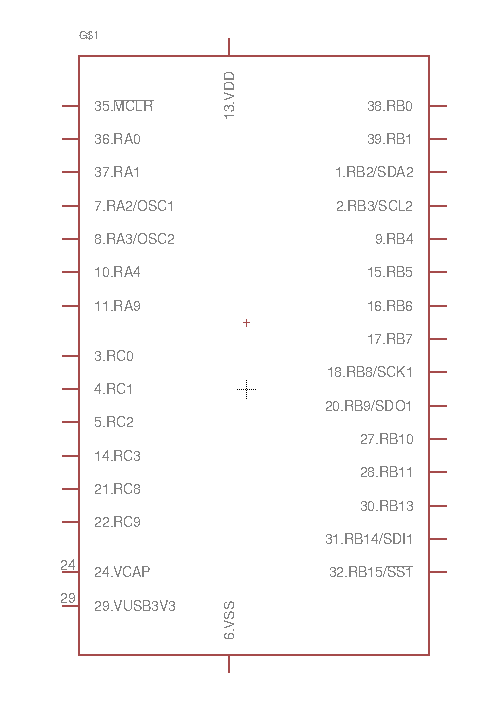 G$1
13.VDD
35.MCLR
36.RA0
37.RA1
7.RA2/OSC1
8.RA3/OSC2
10.RA4
11.RA9
3.RC0
4.RC1
5.RC2
14.RC3
21.RC8
22.RC9
24
24.VCAP
29
29.VUSB3V3
38.RB0
39.RB1
1.RB2/SDA2
2.RB3/SCL2
9.RB4
15.RB5
16.RB6
17.RB7
18.RB8/SCK1
20.RB9/SDO1
27.RB10
28.RB11
30.RB13
31.RB14/SDI1
32.RB15/SS1
6.VSS